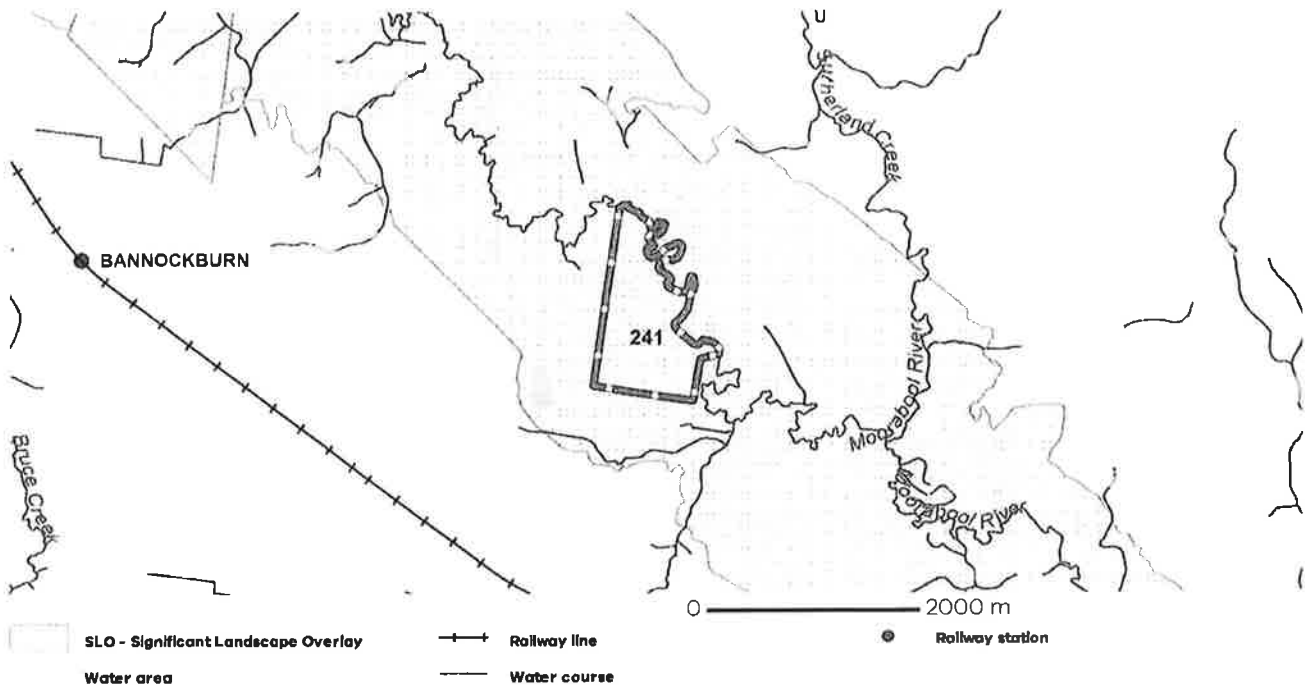 Sutherland Creek
BANNOCKBURN
241
Moorabool River
Moorabool River
Bruce Creek
0 2000 m
SLO - Significant Landscape Overlay
Railway line
Railway station
Water area
Water course